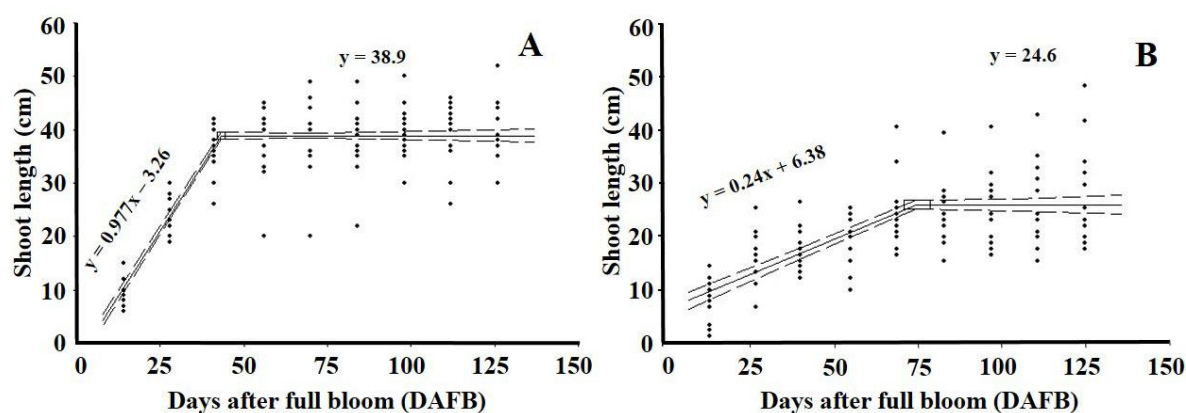 60
50
40
30
20
10
0
Shoot length (cm)
A
y = 38.9
y = 0.977x – 3.26
0 25 50 75 100 125 150
Days after full bloom (DAFB)
60
50
40
30
20
10
0
Shoot length (cm)
B
y = 24.6
y = 0.24x + 6.38
0 25 50 75 100 125 150
Days after full bloom (DAFB)